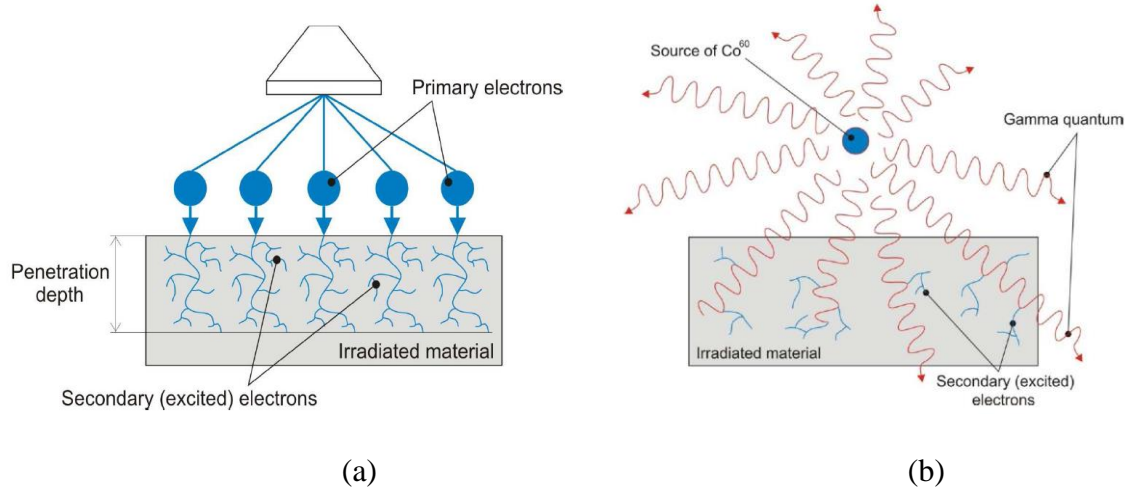 Primary electrons
Penetration
depth
Irradiated material
Secondary (excited) electrons
(a)
Source of Co⁶⁰
Gamma quantum
Irradiated material
Secondary (excited)
electrons
(b)